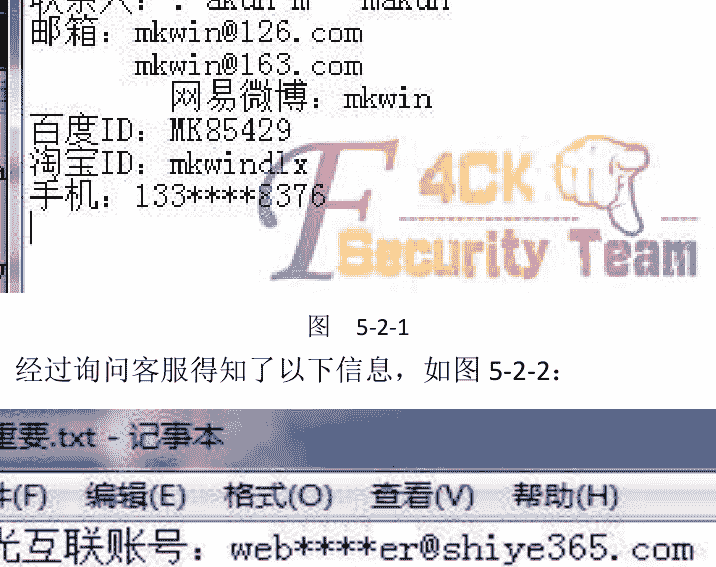 邮箱：mkwin@126.com
mkwin@163.com
网易微博：mkwin
百度ID：MK85429
淘宝ID：mkwindlx
手机：133****8376
F4CK
Security Team
图 5-2-1
经过询问客服得知了以下信息，如图 5-2-2：
重要.txt - 记事本
件(F) 编辑(E) 格式(O) 查看(V) 帮助(H)
光互联账号：web****er@shiye365.com